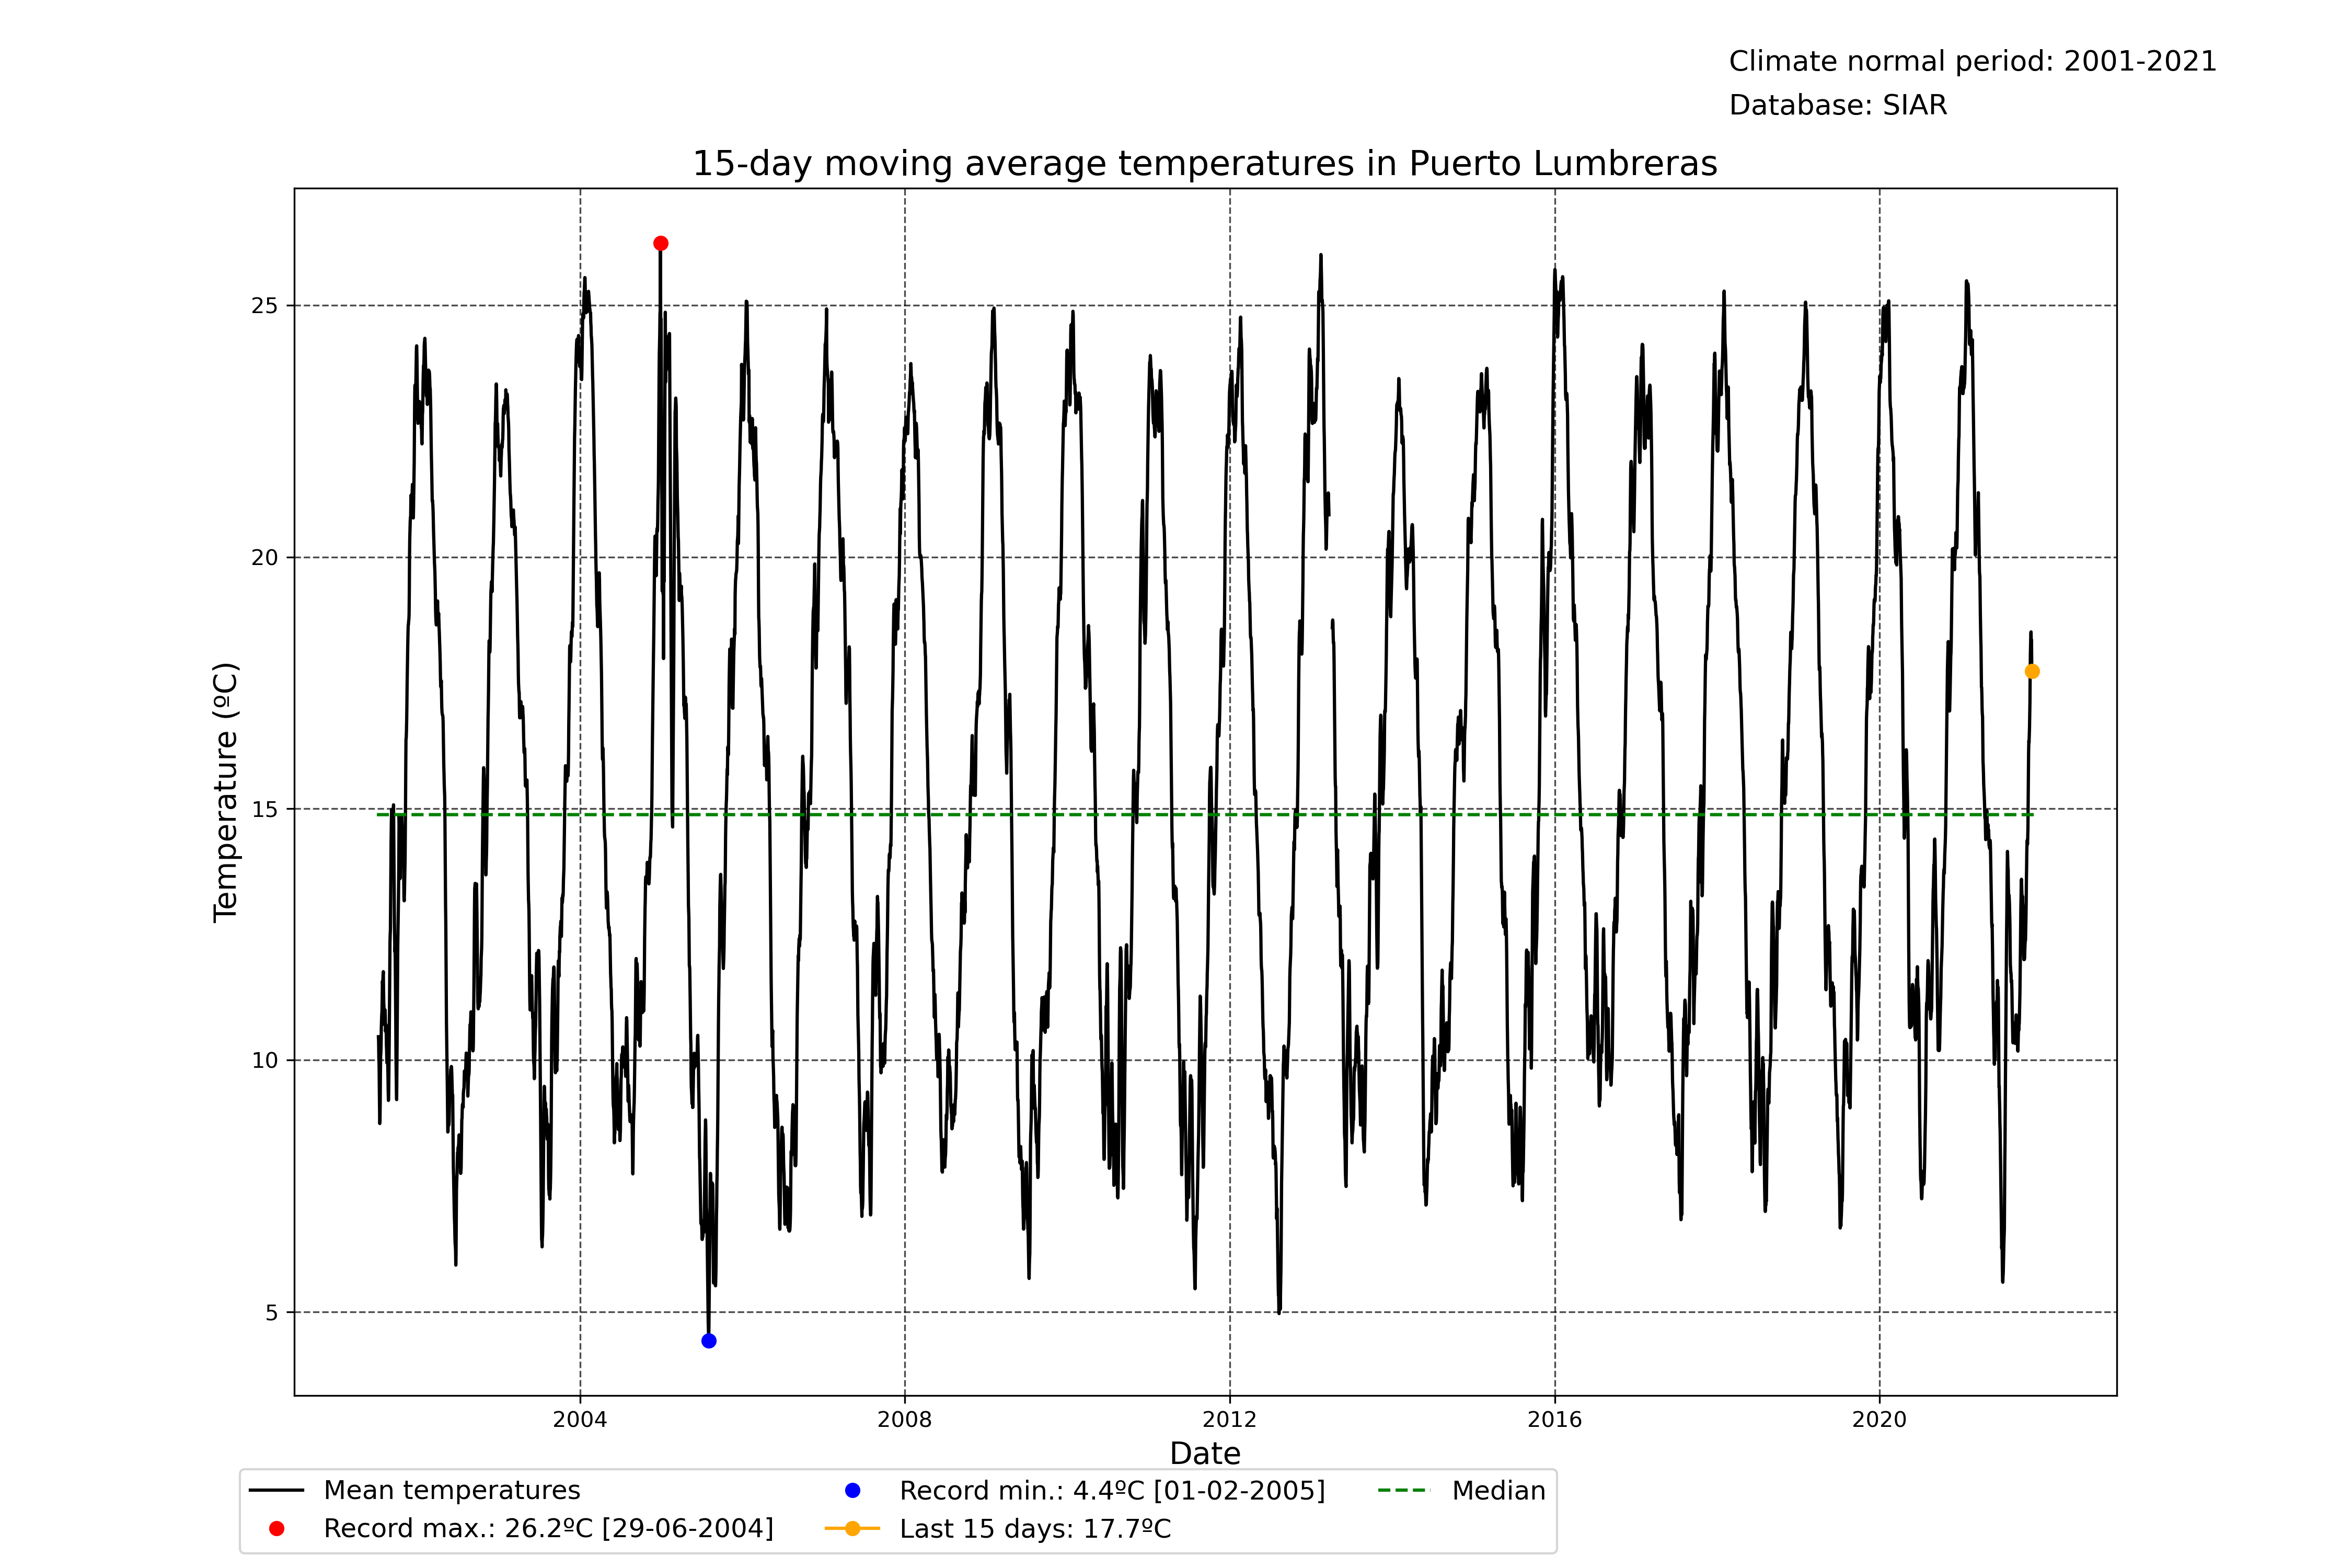 Climate normal period: 2001-2021
Database: SIAR
15-day moving average temperatures in Puerto Lumbreras
Temperature (ºC)
25
20
15
10
5
2004
2008
2012
2016
2020
Date
Mean temperatures
Record max.: 26.2ºC [29-06-2004]
Record min.: 4.4ºC [01-02-2005]
Last 15 days: 17.7ºC
Median